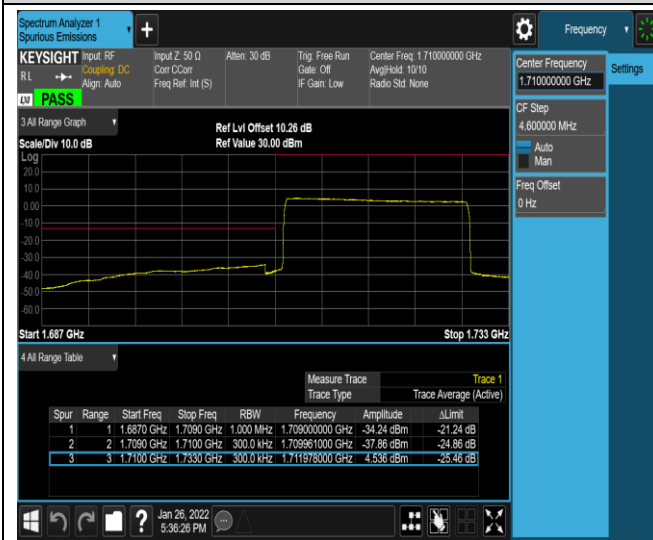 Spectrum Analyzer 1
Spurious Emissions
+
Frequency
KEYSIGHT
RL
Input: RF
Coupling: DC
Align: Auto
Input Z: 50 Ω
Corr CCorr
Freq Ref: Int (S)
Atten: 30 dB
Trig: Free Run
Gate: Off
IF Gain: Low
Center Freq: 1.710000000 GHz
Avg|Hold: 10/10
Radio Std: None
LXI
PASS
Center Frequency
1.710000000 GHz
Settings
CF Step
4.600000 MHz
Auto
Man
Freq Offset
0 Hz
3 All Range Graph
Scale/Div 10.0 dB
Ref Lvl Offset 10.26 dB
Ref Value 30.00 dBm
Log
20.0
10.0
0.00
-10.0
-20.0
-30.0
-40.0
-50.0
-60.0
Start 1.687 GHz
Stop 1.733 GHz
4 All Range Table
Measure Trace Trace 1
Trace Type Trace Average (Active)
Spur Range Start Freq Stop Freq RBW Frequency Amplitude ΔLimit
1 1 1.6870 GHz 1.7090 GHz 1.000 MHz 1.709000000 GHz -34.24 dBm -21.24 dB
2 2 1.7090 GHz 1.7100 GHz 300.0 kHz 1.709961000 GHz -37.86 dBm -24.86 dB
3 3 1.7100 GHz 1.7330 GHz 300.0 kHz 1.711978000 GHz 4.536 dBm -25.46 dB
?
Jan 26, 2022
5:36:26 PM